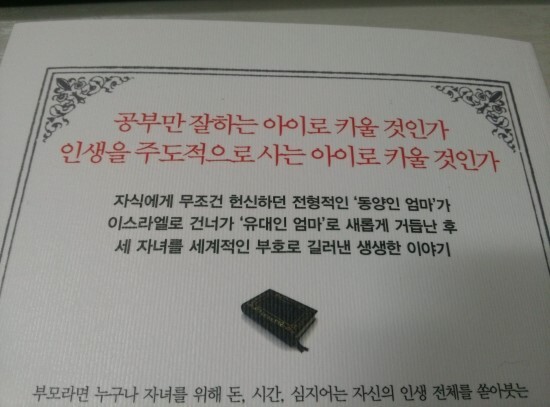 공부만 잘하는 아이로 키울 것인가
인생을 주도적으로 사는 아이로 키울 것인가
자식에게 무조건 헌신하던 전형적인 ‘동양인 엄마’가
이스라엘로 건너가 ‘유대인 엄마’로 새롭게 거듭난 후
세 자녀를 세계적인 부호로 길러낸 생생한 이야기
부모라면 누구나 자녀를 위해 돈, 시간, 심지어는 자신의 인생 전체를 쏟아붓는